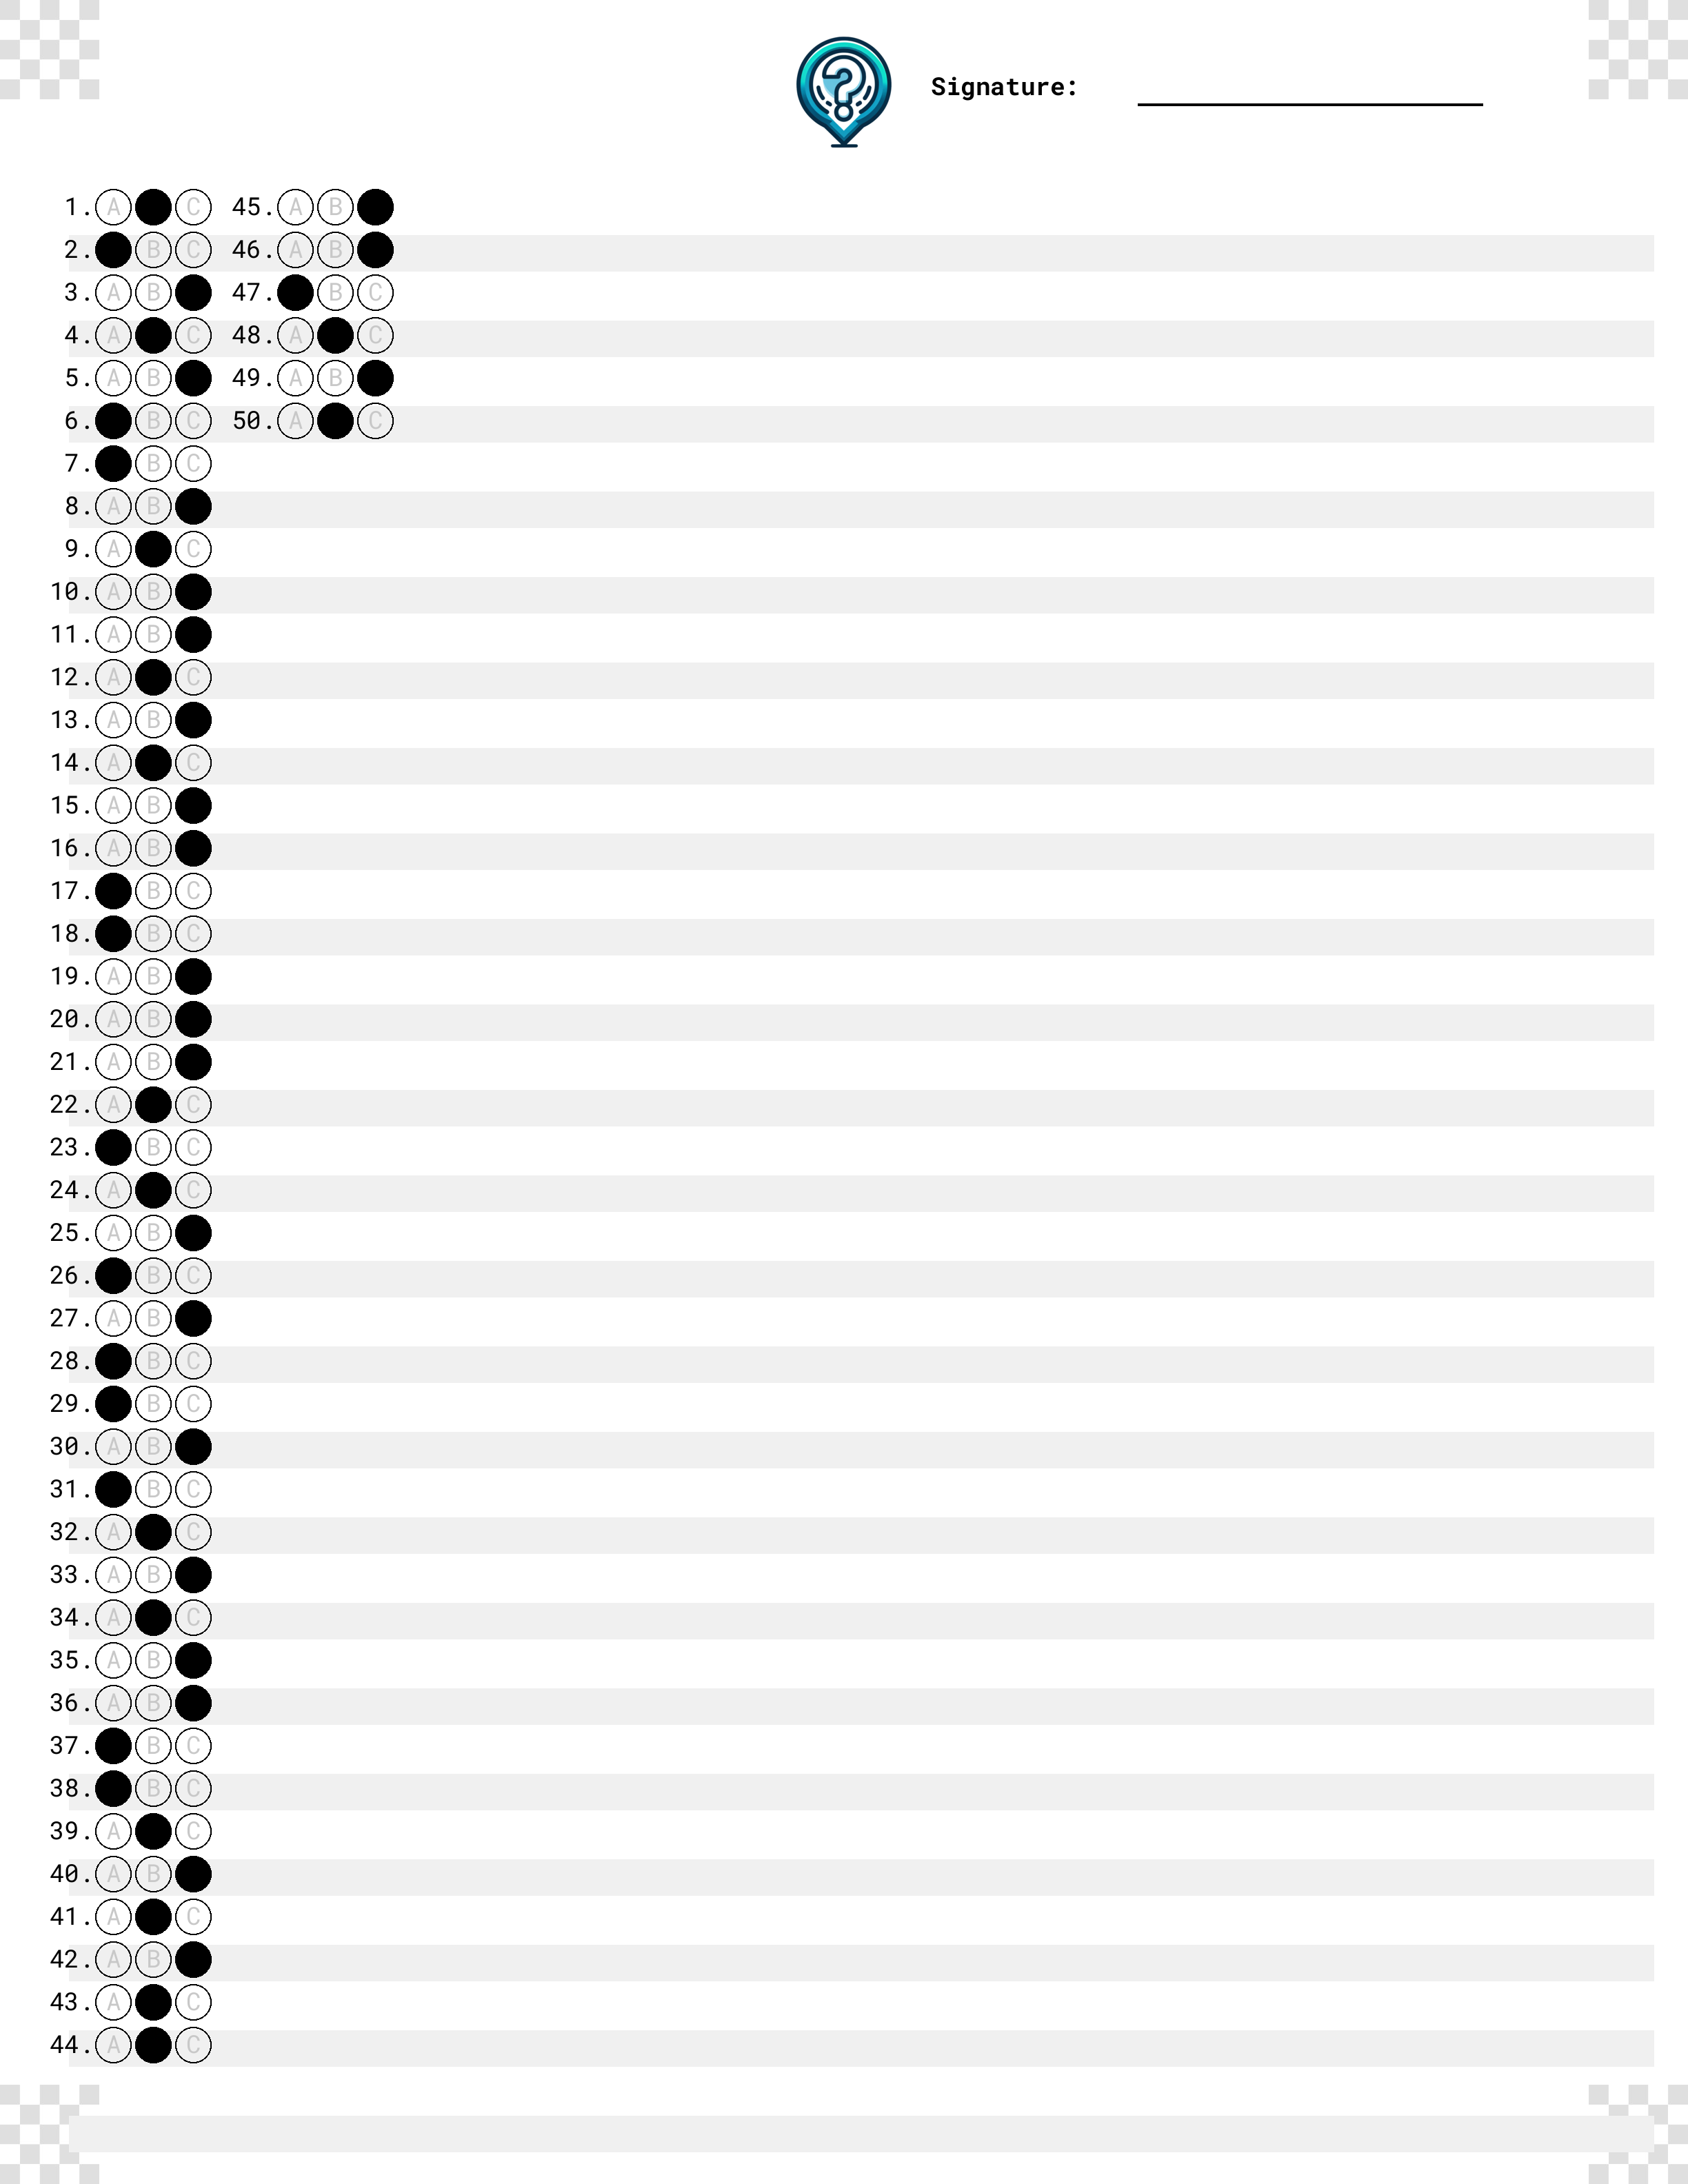 Signature:
1. A C 45. A B
2. B C 46. A B
3. A B 47. B C
4. A C 48. A C
5. A B 49. A B
6. B C 50. A C
7. B C
8. A B
9. A C
10. A B
11. A B
12. A C
13. A B
14. A C
15. A B
16. A B
17. B C
18. B C
19. A B
20. A B
21. A B
22. A C
23. B C
24. A C
25. A B
26. B C
27. A B
28. B C
29. B C
30. A B
31. B C
32. A C
33. A B
34. A C
35. A B
36. A B
37. B C
38. B C
39. A C
40. A B
41. A C
42. A B
43. A C
44. A C